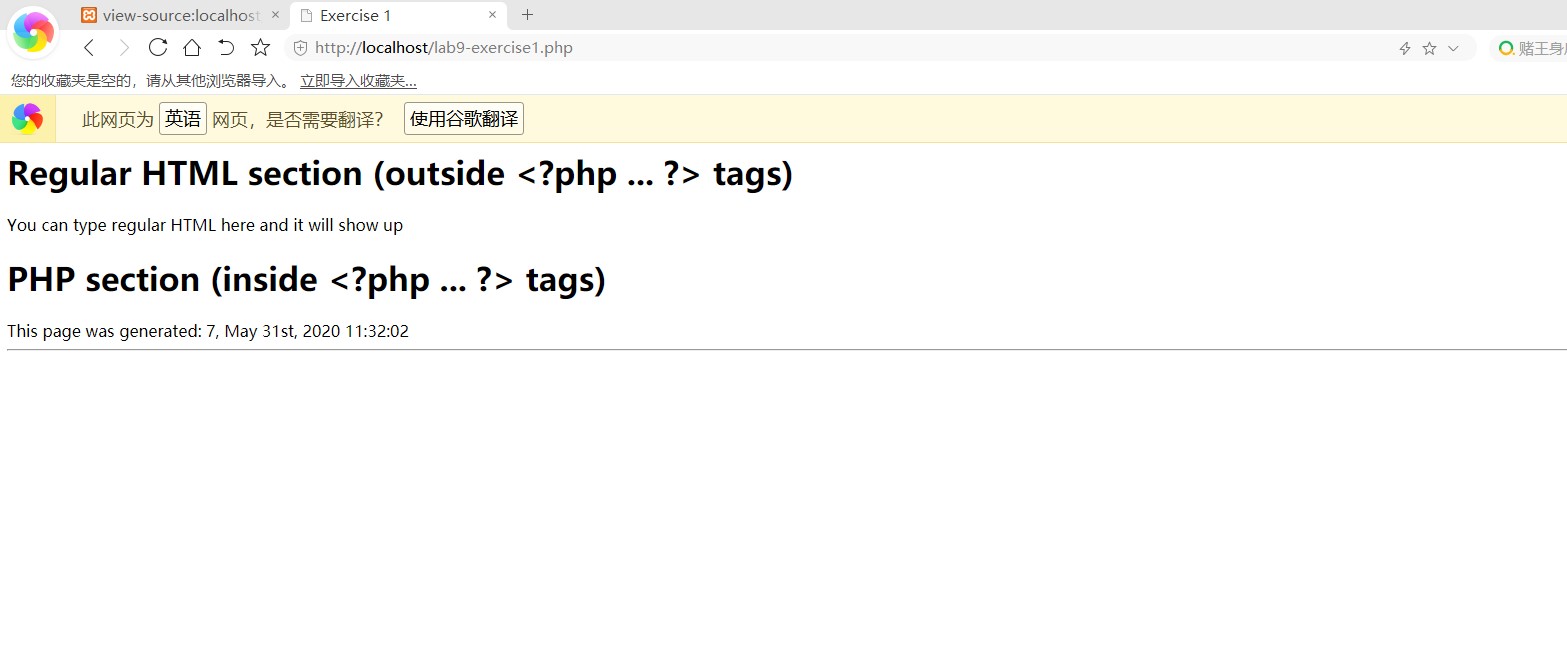 view-source:localhost
Exercise 1
http://localhost/lab9-exercise1.php
赌王身
您的收藏夹是空的，请从其他浏览器导入。 立即导入收藏夹...
此网页为 英语 网页，是否需要翻译？ 使用谷歌翻译
Regular HTML section (outside <?php ... ?> tags)
You can type regular HTML here and it will show up
PHP section (inside <?php ... ?> tags)
This page was generated: 7, May 31st, 2020 11:32:02